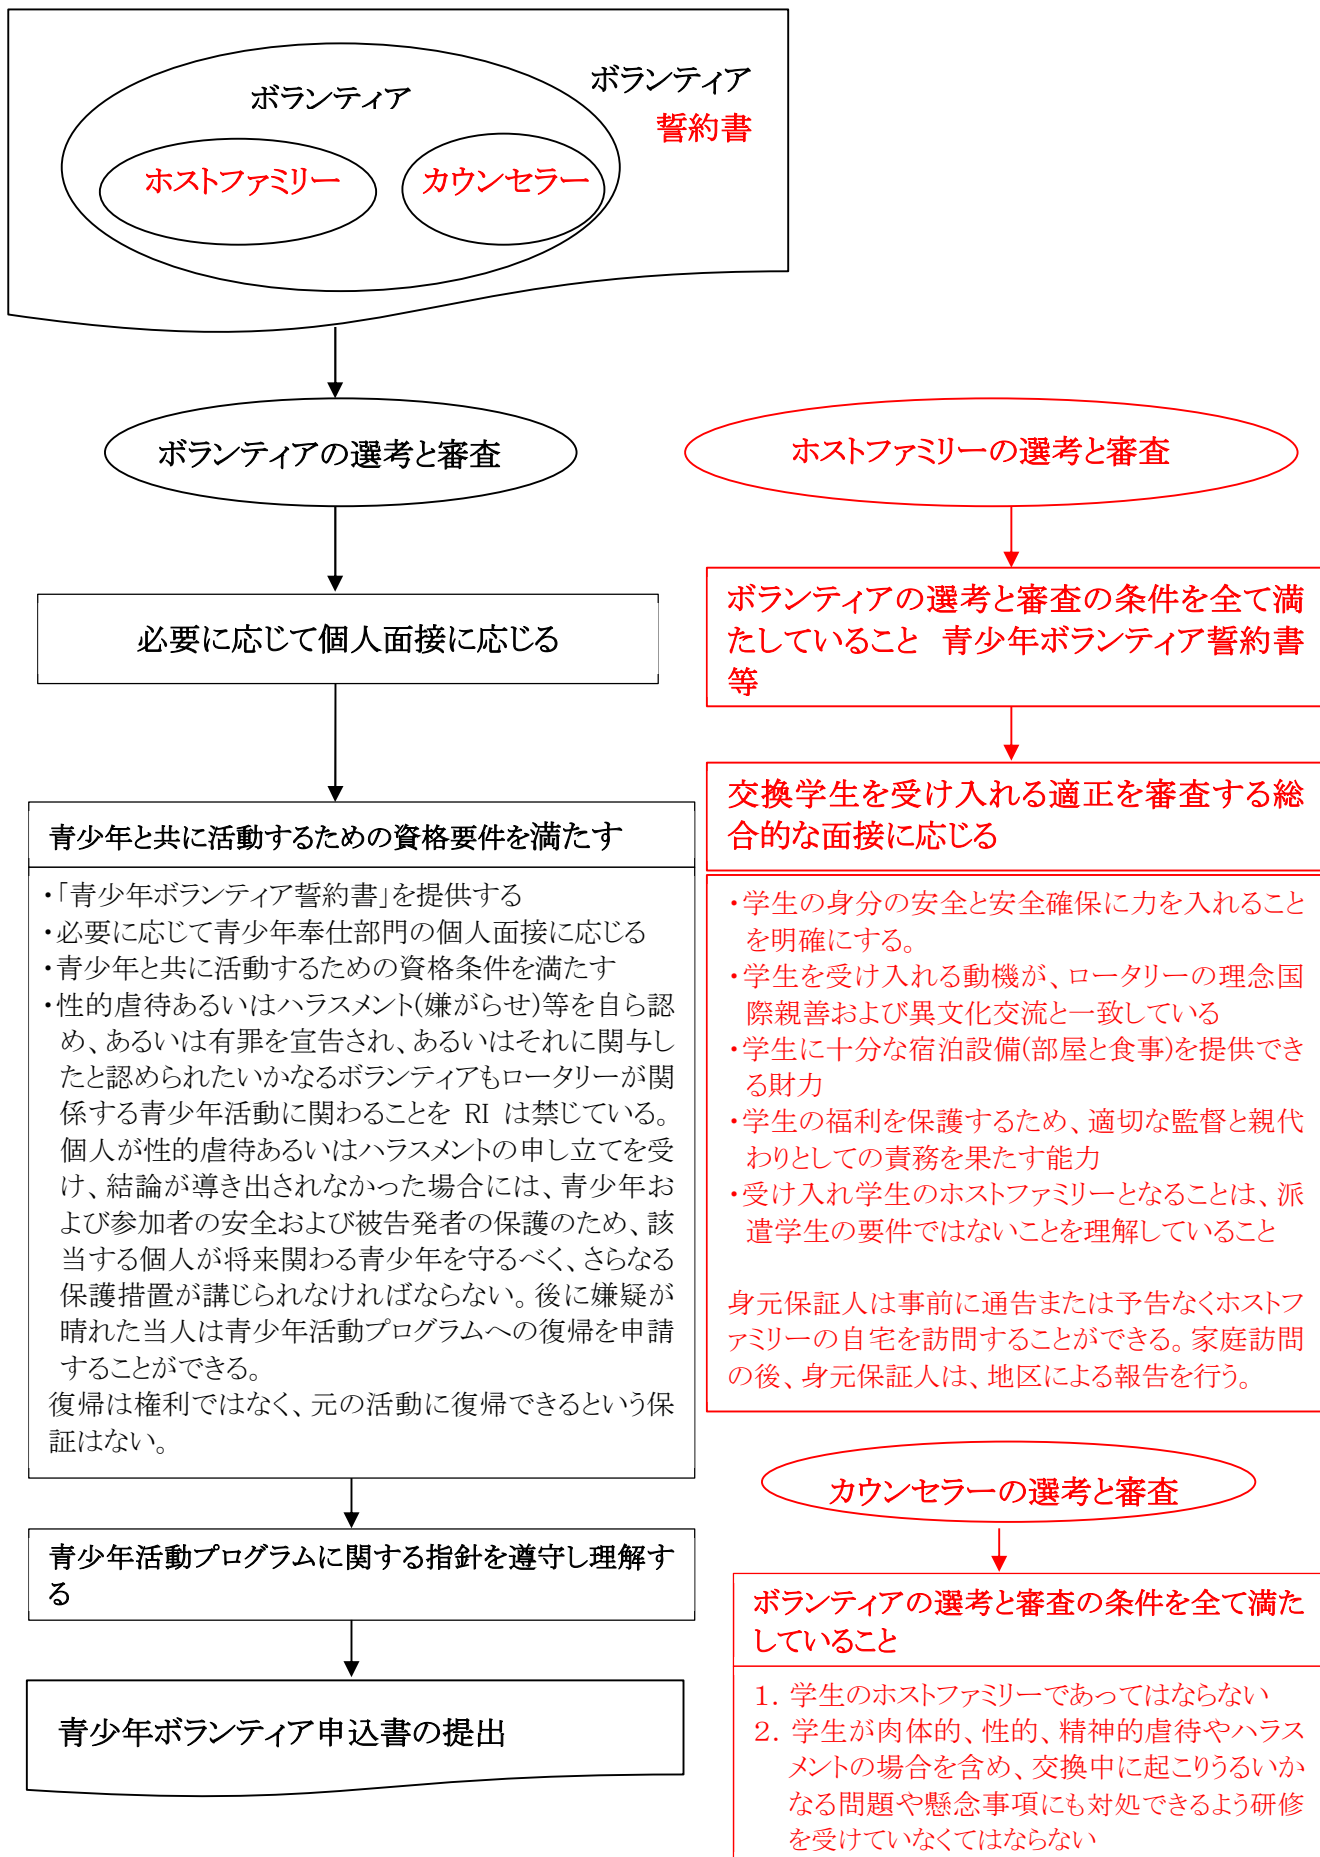 ボランティア
ボランティア
誓約書
ホストファミリー
カウンセラー
ボランティアの選考と審査
必要に応じて個人面接に応じる
青少年と共に活動するための資格要件を満たす
・「青少年ボランティア誓約書」を提供する
・必要に応じて青少年奉仕部門の個人面接に応じる
・青少年と共に活動するための資格条件を満たす
・性的虐待あるいはハラスメント(嫌がらせ)等を自ら認
め、あるいは有罪を宣告され、あるいはそれに関与し
たと認められたいかなるボランティアもロータリーが関
係する青少年活動に関わることを RI は禁じている。
個人が性的虐待あるいはハラスメントの申し立てを受
け、結論が導き出されなかった場合には、青少年お
よび参加者の安全および被告発者の保護のため、該
当する個人が将来関わる青少年を守るべく、さらなる
保護措置が講じられなければならない。後に嫌疑が
晴れた当人は青少年活動プログラムへの復帰を申請
することができる。
復帰は権利ではなく、元の活動に復帰できるという保
証はない。
青少年活動プログラムに関する指針を遵守し理解す
る
青少年ボランティア申込書の提出
ホストファミリーの選考と審査
ボランティアの選考と審査の条件を全て満
たしていること 青少年ボランティア誓約書
等
交換学生を受け入れる適正を審査する総
合的な面接に応じる
・学生の身分の安全と安全確保に力を入れること
を明確にする。
・学生を受け入れる動機が、ロータリーの理念国
際親善および異文化交流と一致している
・学生に十分な宿泊設備(部屋と食事)を提供でき
る財力
・学生の福利を保護するため、適切な監督と親代
わりとしての責務を果たす能力
・受け入れ学生のホストファミリーとなることは、派
遣学生の要件ではないことを理解していること
身元保証人は事前に通告または予告なくホストフ
ァミリーの自宅を訪問することができる。家庭訪問
の後、身元保証人は、地区による報告を行う。
カウンセラーの選考と審査
ボランティアの選考と審査の条件を全て満た
していること
1. 学生のホストファミリーであってはならない
2. 学生が肉体的、性的、精神的虐待やハラス
メントの場合を含め、交換中に起こりうるいか
なる問題や懸念事項にも対処できるよう研修
を受けていなくてはならない